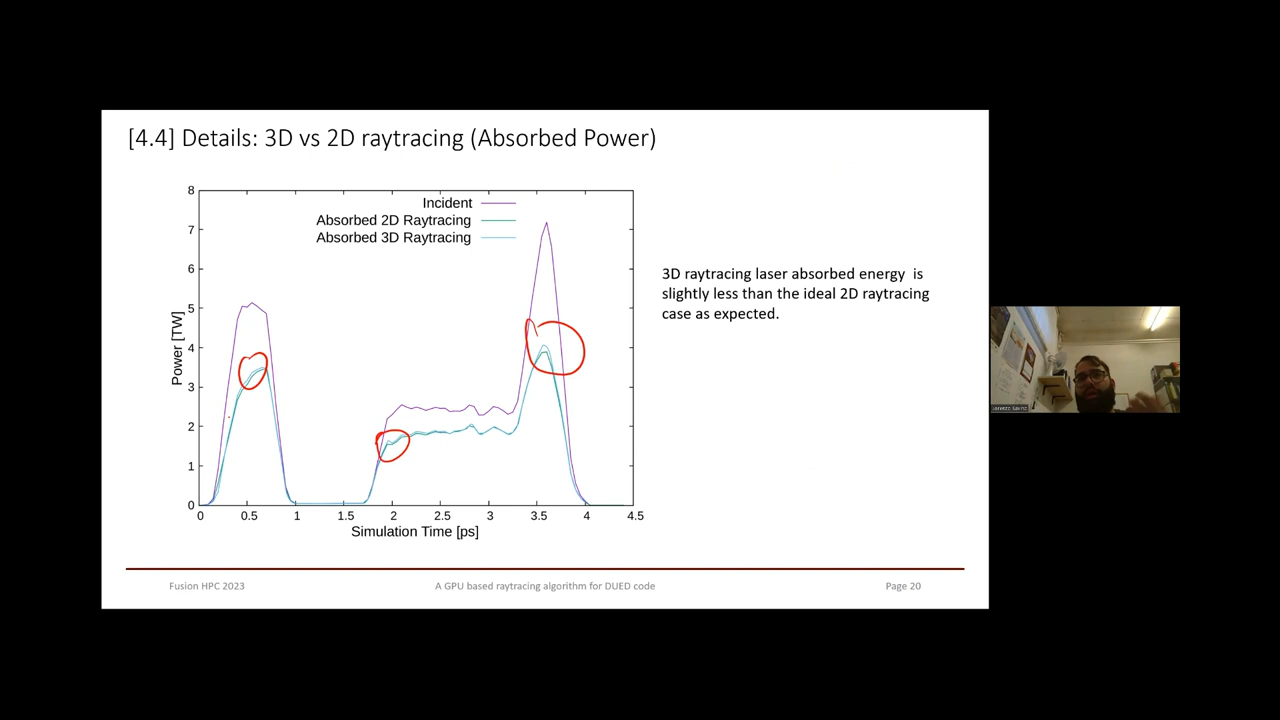 [4.4] Details: 3D vs 2D raytracing (Absorbed Power)
8
7
6
5
4
3
2
1
0
Power [TW]
Incident
Absorbed 2D Raytracing
Absorbed 3D Raytracing
0 0.5 1 1.5 2 2.5 3 3.5 4 4.5
Simulation Time [ps]
3D raytracing laser absorbed energy is
slightly less than the ideal 2D raytracing
case as expected.
Fusion HPC 2023 A GPU based raytracing algorithm for DUED code Page 20